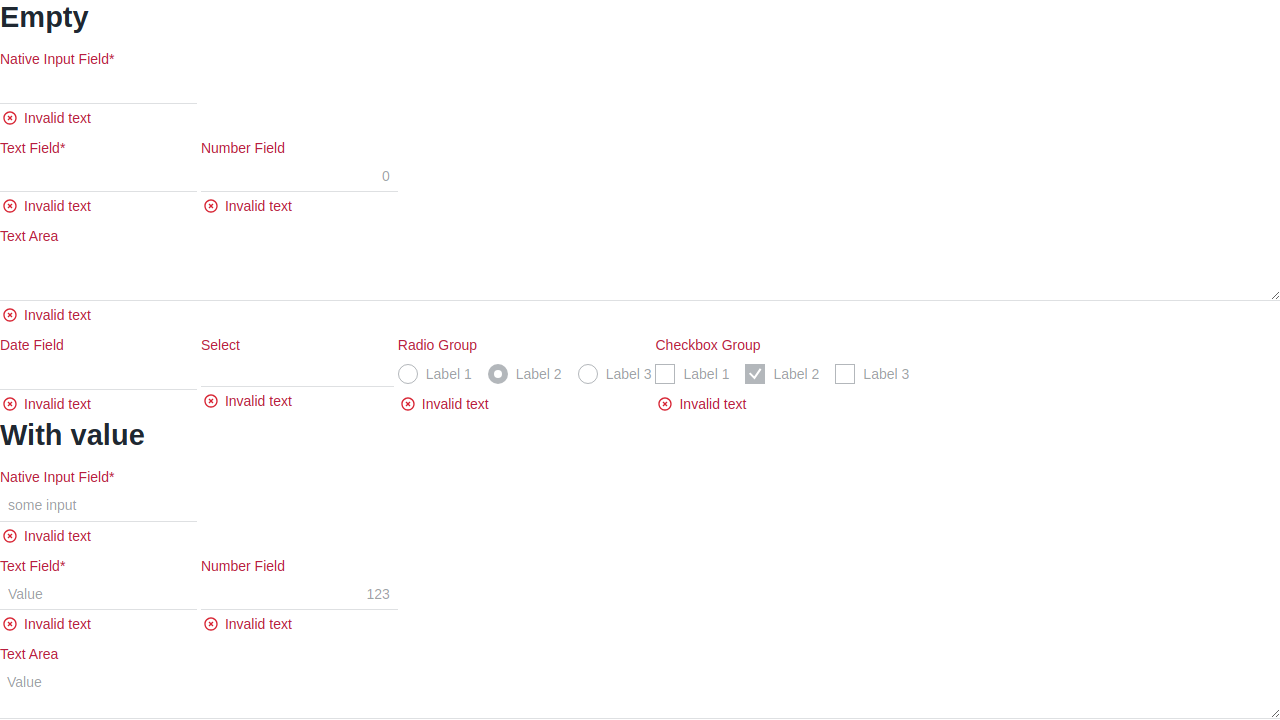 Empty
Native Input Field*
Invalid text
Text Field* Number Field
0
Invalid text Invalid text
Text Area
Invalid text
Date Field Select Radio Group Checkbox Group
Label 1 Label 2 Label 3 Label 1 Label 2 Label 3
Invalid text Invalid text Invalid text Invalid text
With value
Native Input Field*
some input
Invalid text
Text Field* Number Field
Value 123
Invalid text Invalid text
Text Area
Value